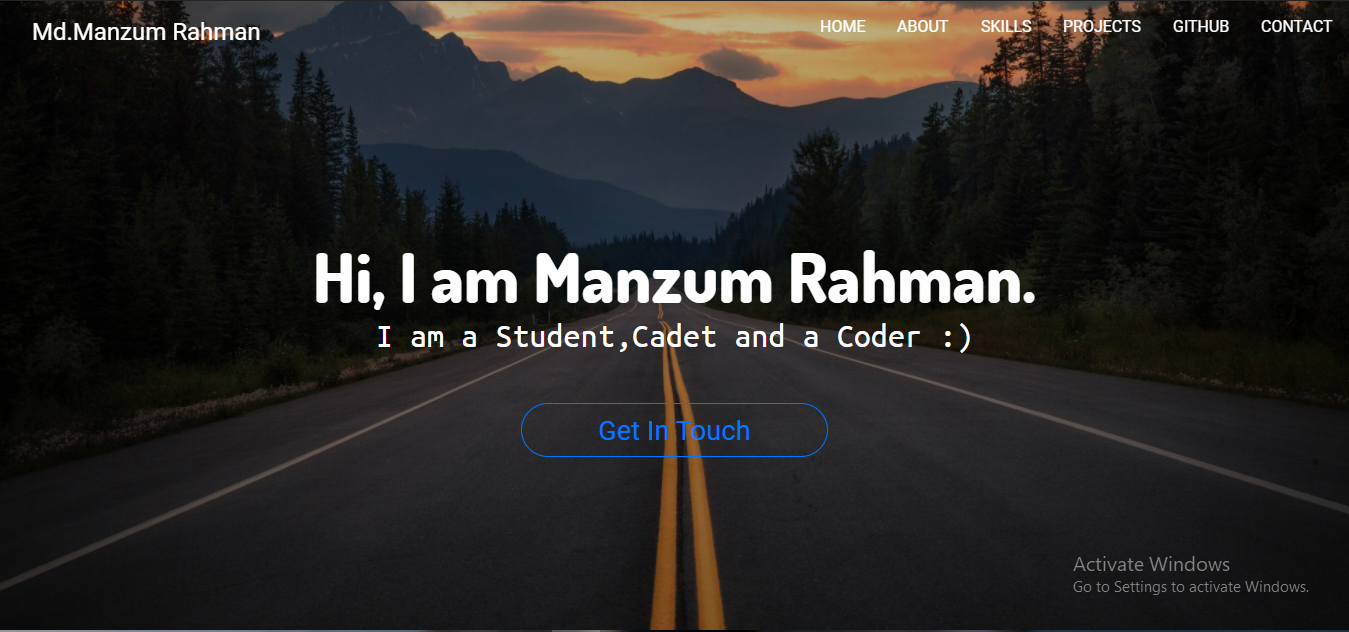 Md.Manzum Rahman
HOME ABOUT SKILLS PROJECTS GITHUB CONTACT
Hi, I am Manzum Rahman.
I am a Student,Cadet and a Coder :)
Get In Touch
Activate Windows
Go to Settings to activate Windows.